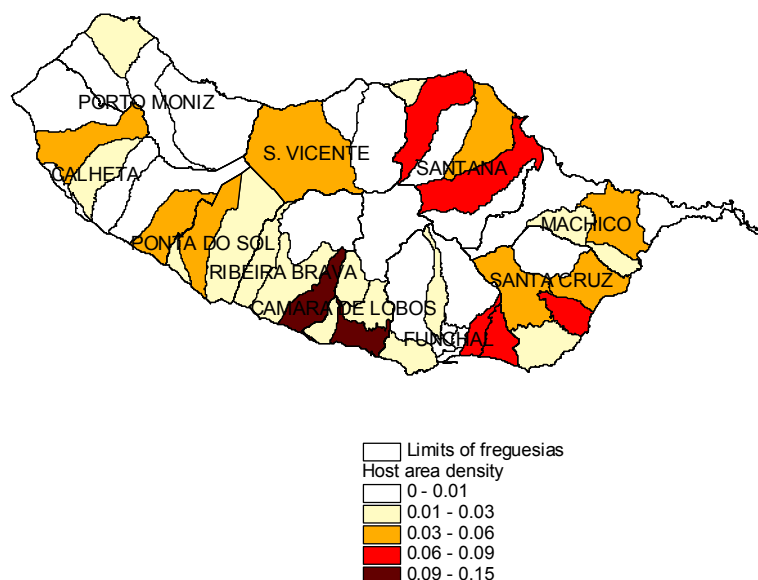 PORTO MONIZ
S. VICENTE
SANTANA
CALHETA
MACHICO
PONTA DO SOL
RIBEIRA BRAVA
SANTA CRUZ
CAMARA DE LOBOS
FUNCHAL
Limits of freguesias
Host area density
0 - 0.01
0.01 - 0.03
0.03 - 0.06
0.06 - 0.09
0.09 - 0.15